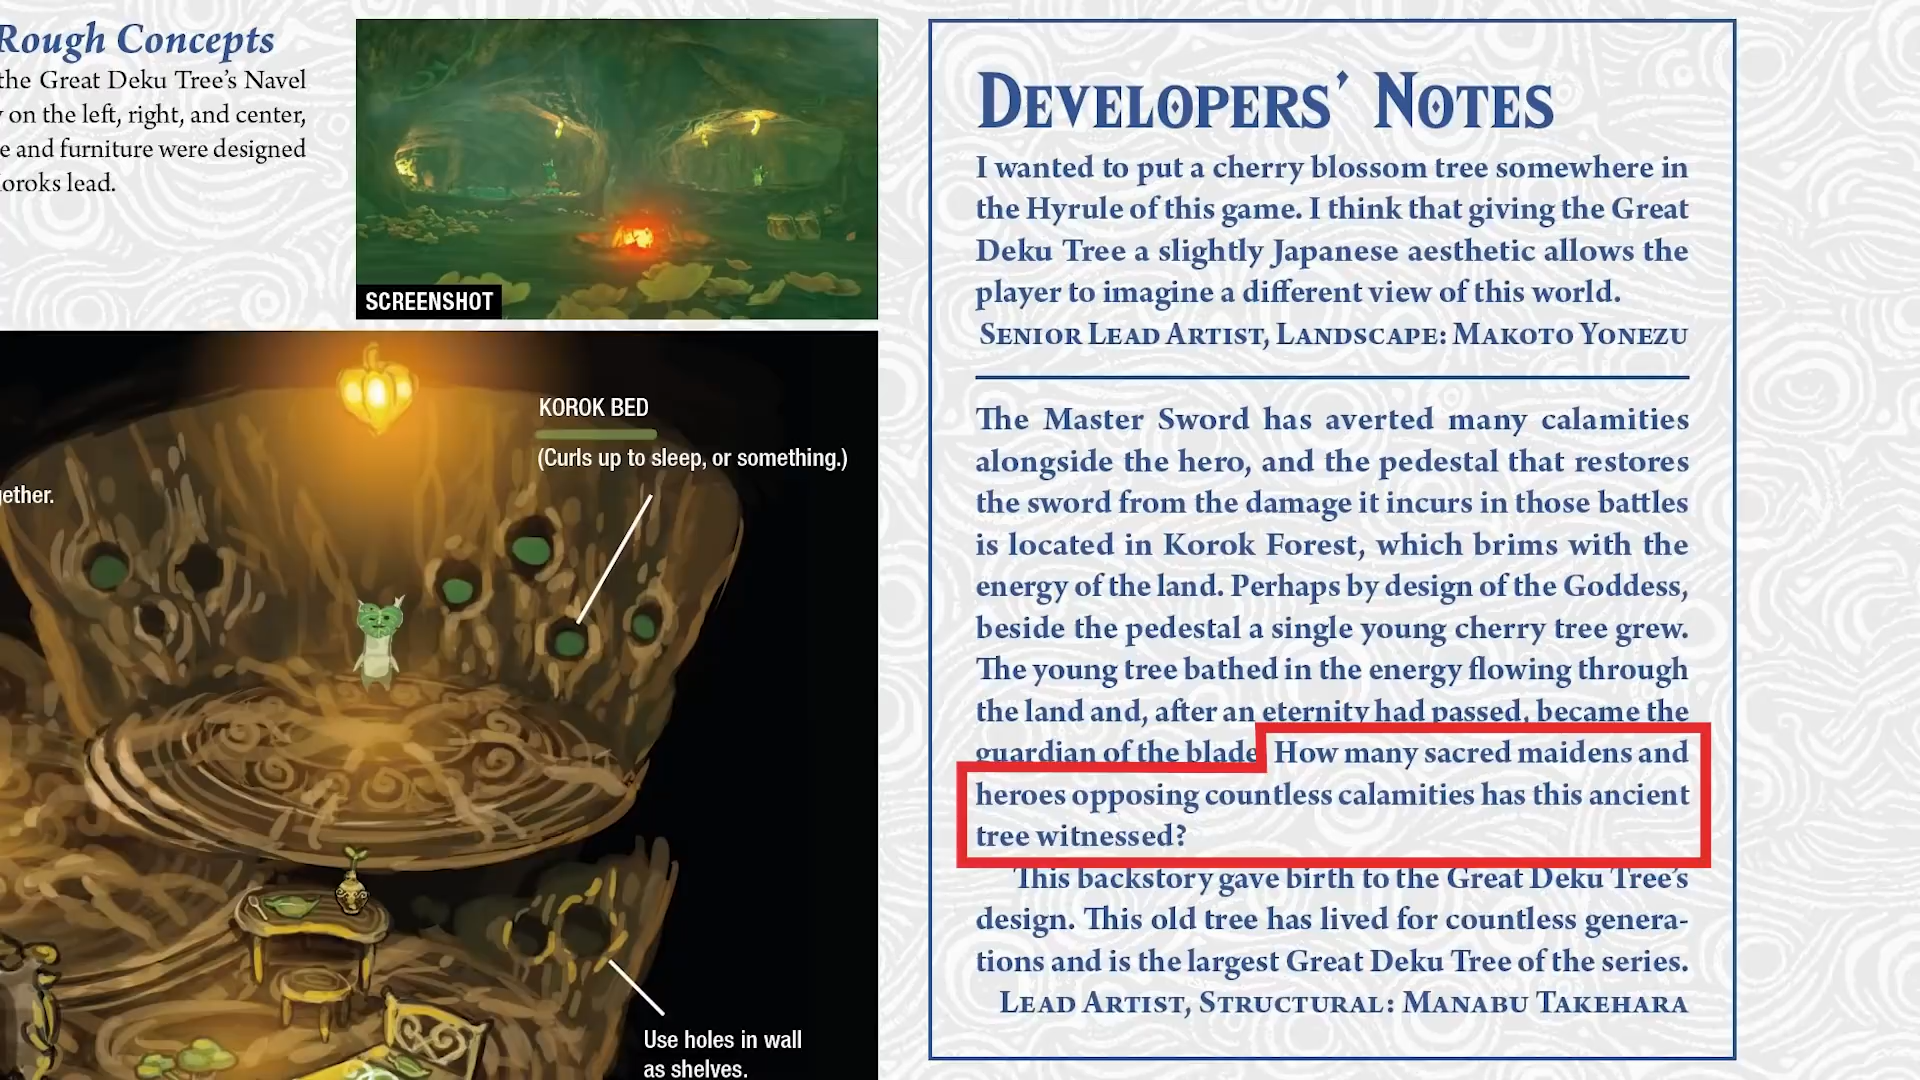 Rough Concepts
the Great Deku Tree's Navel
on the left, right, and center,
e and furniture were designed
oroks lead.
SCREENSHOT
KOROK BED
(Curls up to sleep, or something.)
ether.
Use holes in wall
as shelves.
DEVELOPERS' NOTES
I wanted to put a cherry blossom tree somewhere in
the Hyrule of this game. I think that giving the Great
Deku Tree a slightly Japanese aesthetic allows the
player to imagine a different view of this world.
SENIOR LEAD ARTIST, LANDSCAPE: MAKOTO YONEZU
The Master Sword has averted many calamities
alongside the hero, and the pedestal that restores
the sword from the damage it incurs in those battles
is located in Korok Forest, which brims with the
energy of the land. Perhaps by design of the Goddess,
beside the pedestal a single young cherry tree grew.
The young tree bathed in the energy flowing through
the land and, after an eternity had passed, became the
guardian of the blade. How many sacred maidens and
heroes opposing countless calamities has this ancient
tree witnessed?
This backstory gave birth to the Great Deku Tree's
design. This old tree has lived for countless genera-
tions and is the largest Great Deku Tree of the series.
LEAD ARTIST, STRUCTURAL: MANABU TAKEHARA